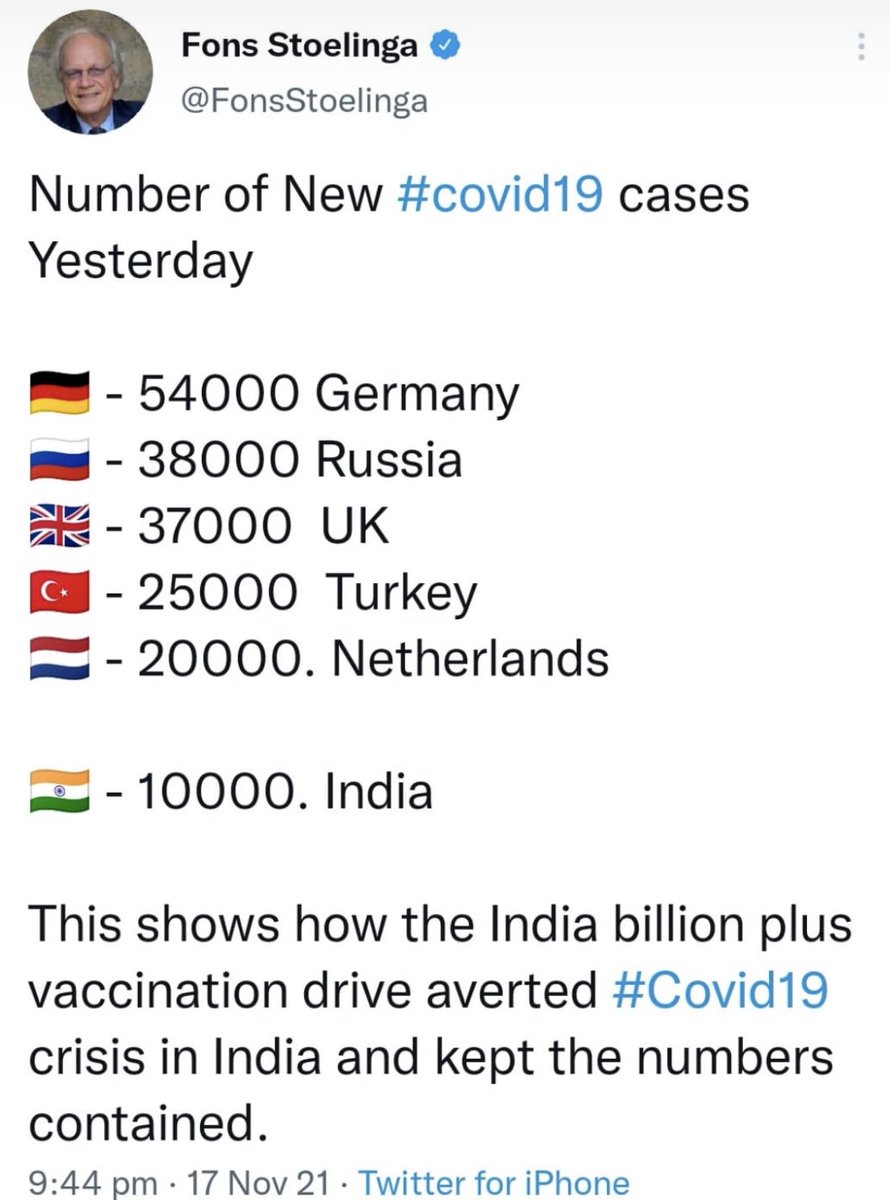 Fons Stoelinga
@FonsStoelinga
Number of New #covid19 cases
Yesterday
🇩🇪 - 54000 Germany
🇷🇺 - 38000 Russia
🇬🇧 - 37000  UK
🇹🇷 - 25000  Turkey
🇳🇱 - 20000. Netherlands
🇮🇳 - 10000. India
This shows how the India billion plus
vaccination drive averted #Covid19
crisis in India and kept the numbers
contained.
9:44 pm · 17 Nov 21 · Twitter for iPhone